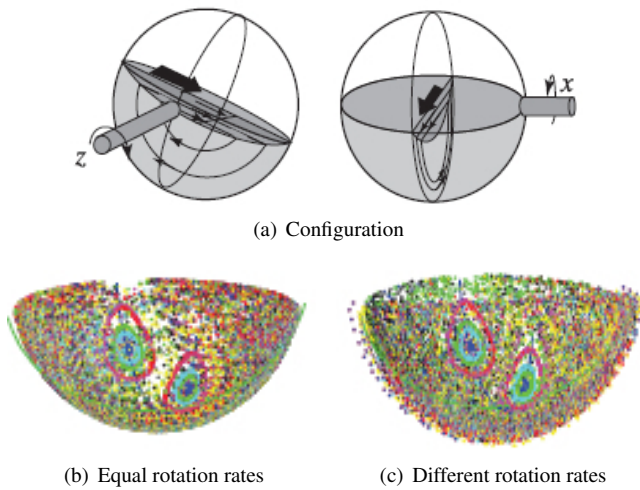 z
x
(a) Configuration
(b) Equal rotation rates
(c) Different rotation rates